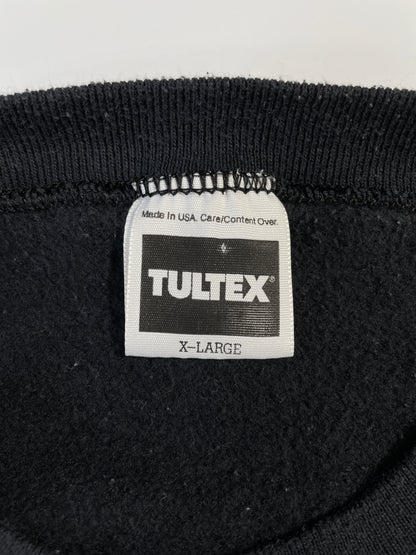 Made In USA. Care/Content Over.
TULTEX®
X-LARGE